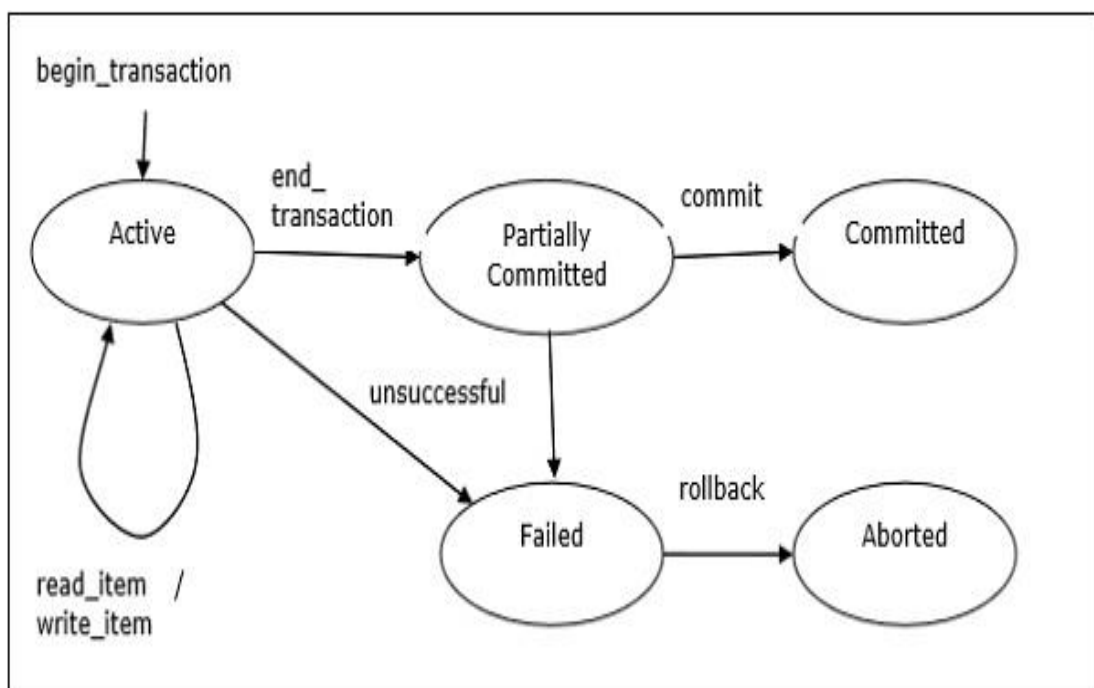 begin_transaction
end_
transaction
commit
Active
Partially
Committed
Committed
unsuccessful
rollback
Failed
Aborted
read_item /
write_item